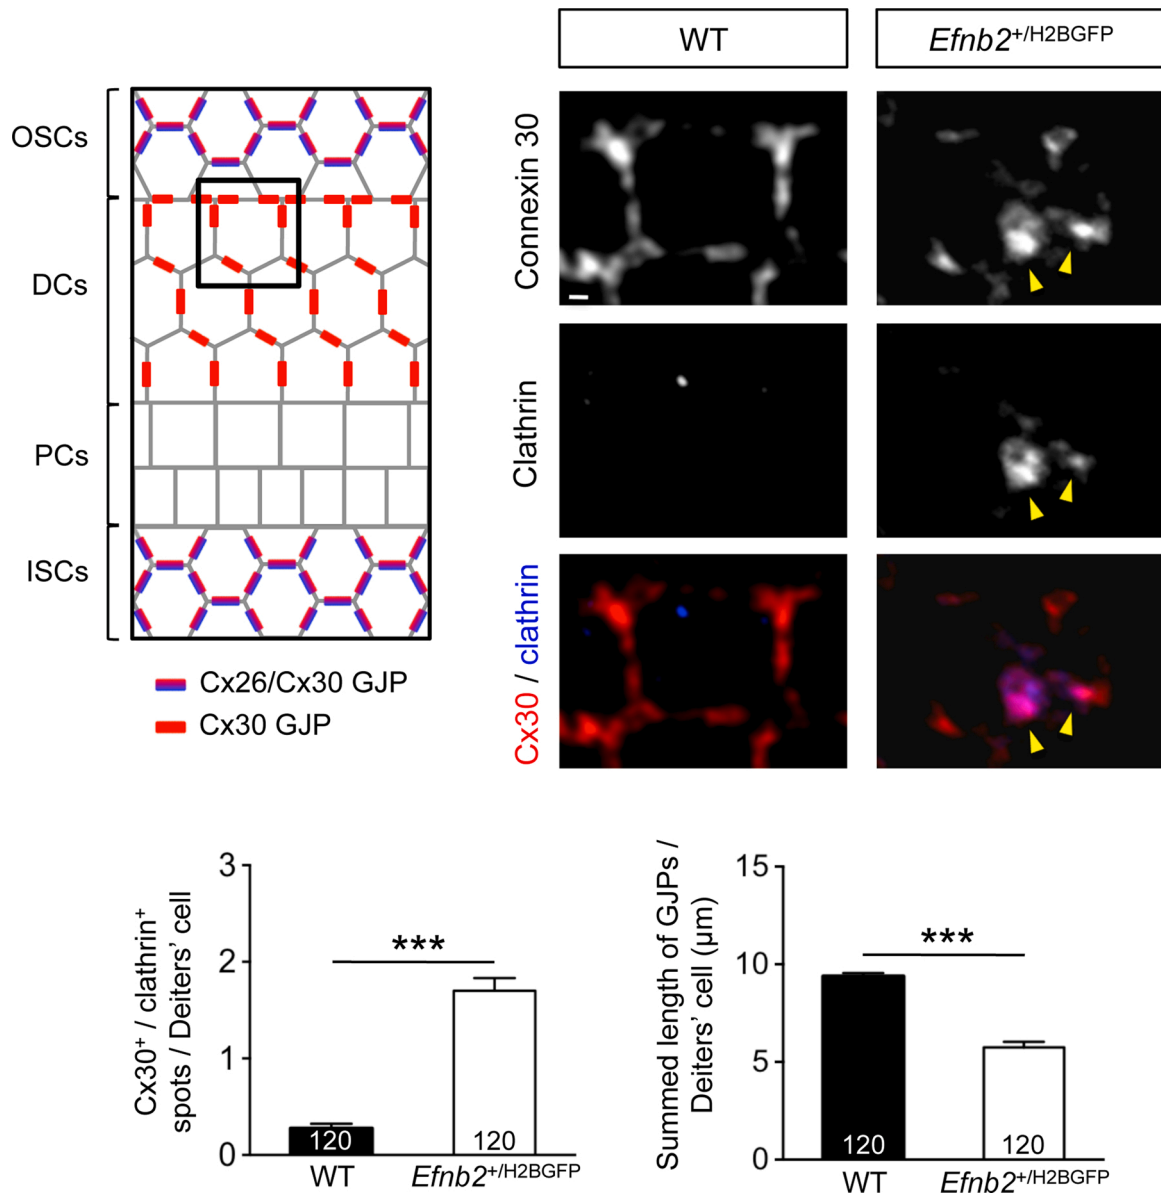 WT
Efnb2+/H2BGFP
OSCs
DCs
PCs
ISCs
Cx26/Cx30 GJP
Cx30 GJP
Connexin 30
Clathrin
Cx30 / clathrin
Cx30+ / clathrin+
spots / Deiters' cell
3
2
1
0
***
120
120
WT
Efnb2+/H2BGFP
Summed length of GJPs /
Deiters' cell (µm)
15
10
5
0
***
120
120
WT
Efnb2+/H2BGFP